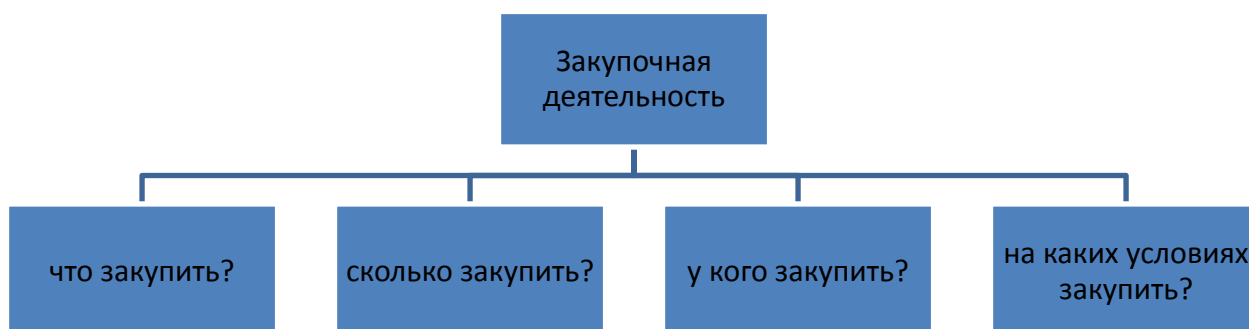 Закупочная
деятельность
что закупить?
сколько закупить?
у кого закупить?
на каких условиях
закупить?